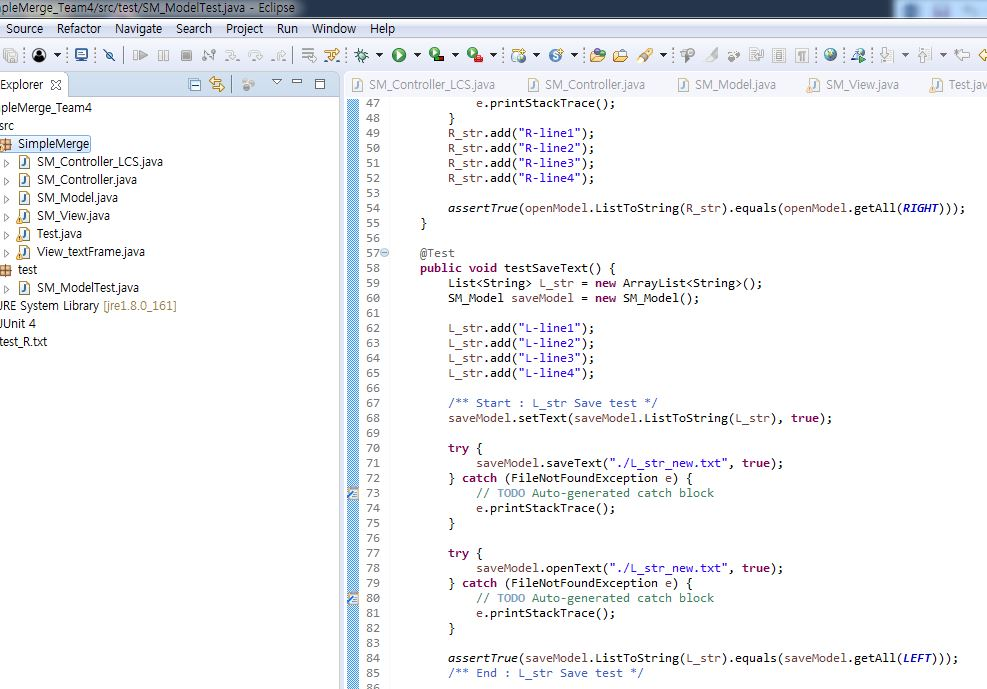 pleMerge_Team4/src/test/SM_ModelTest.java - Eclipse
Source Refactor Navigate Search Project Run Window Help
Explorer
SM_Controller_LCS.java SM_Controller.java SM_Model.java SM_View.java Test.jav
pleMerge_Team4
src
SimpleMerge
SM_Controller_LCS.java
SM_Controller.java
SM_Model.java
SM_View.java
Test.java
View_textFrame.java
test
SM_ModelTest.java
JRE System Library [jre1.8.0_161]
JUnit 4
test_R.txt
47 e.printStackTrace();
48 }
49 R_str.add("R-line1");
50 R_str.add("R-line2");
51 R_str.add("R-line3");
52 R_str.add("R-line4");
53
54 assertTrue(openModel.ListToString(R_str).equals(openModel.getAll(RIGHT)));
55 }
56
57 @Test
58 public void testSaveText() {
59 List<String> L_str = new ArrayList<String>();
60 SM_Model saveModel = new SM_Model();
61
62 L_str.add("L-line1");
63 L_str.add("L-line2");
64 L_str.add("L-line3");
65 L_str.add("L-line4");
66
67 /** Start : L_str Save test */
68 saveModel.setText(saveModel.ListToString(L_str), true);
69
70 try {
71 saveModel.saveText("./L_str_new.txt", true);
72 } catch (FileNotFoundException e) {
73 // TODO Auto-generated catch block
74 e.printStackTrace();
75 }
76
77 try {
78 saveModel.openText("./L_str_new.txt", true);
79 } catch (FileNotFoundException e) {
80 // TODO Auto-generated catch block
81 e.printStackTrace();
82 }
83
84 assertTrue(saveModel.ListToString(L_str).equals(saveModel.getAll(LEFT)));
85 /** End : L_str Save test */
86